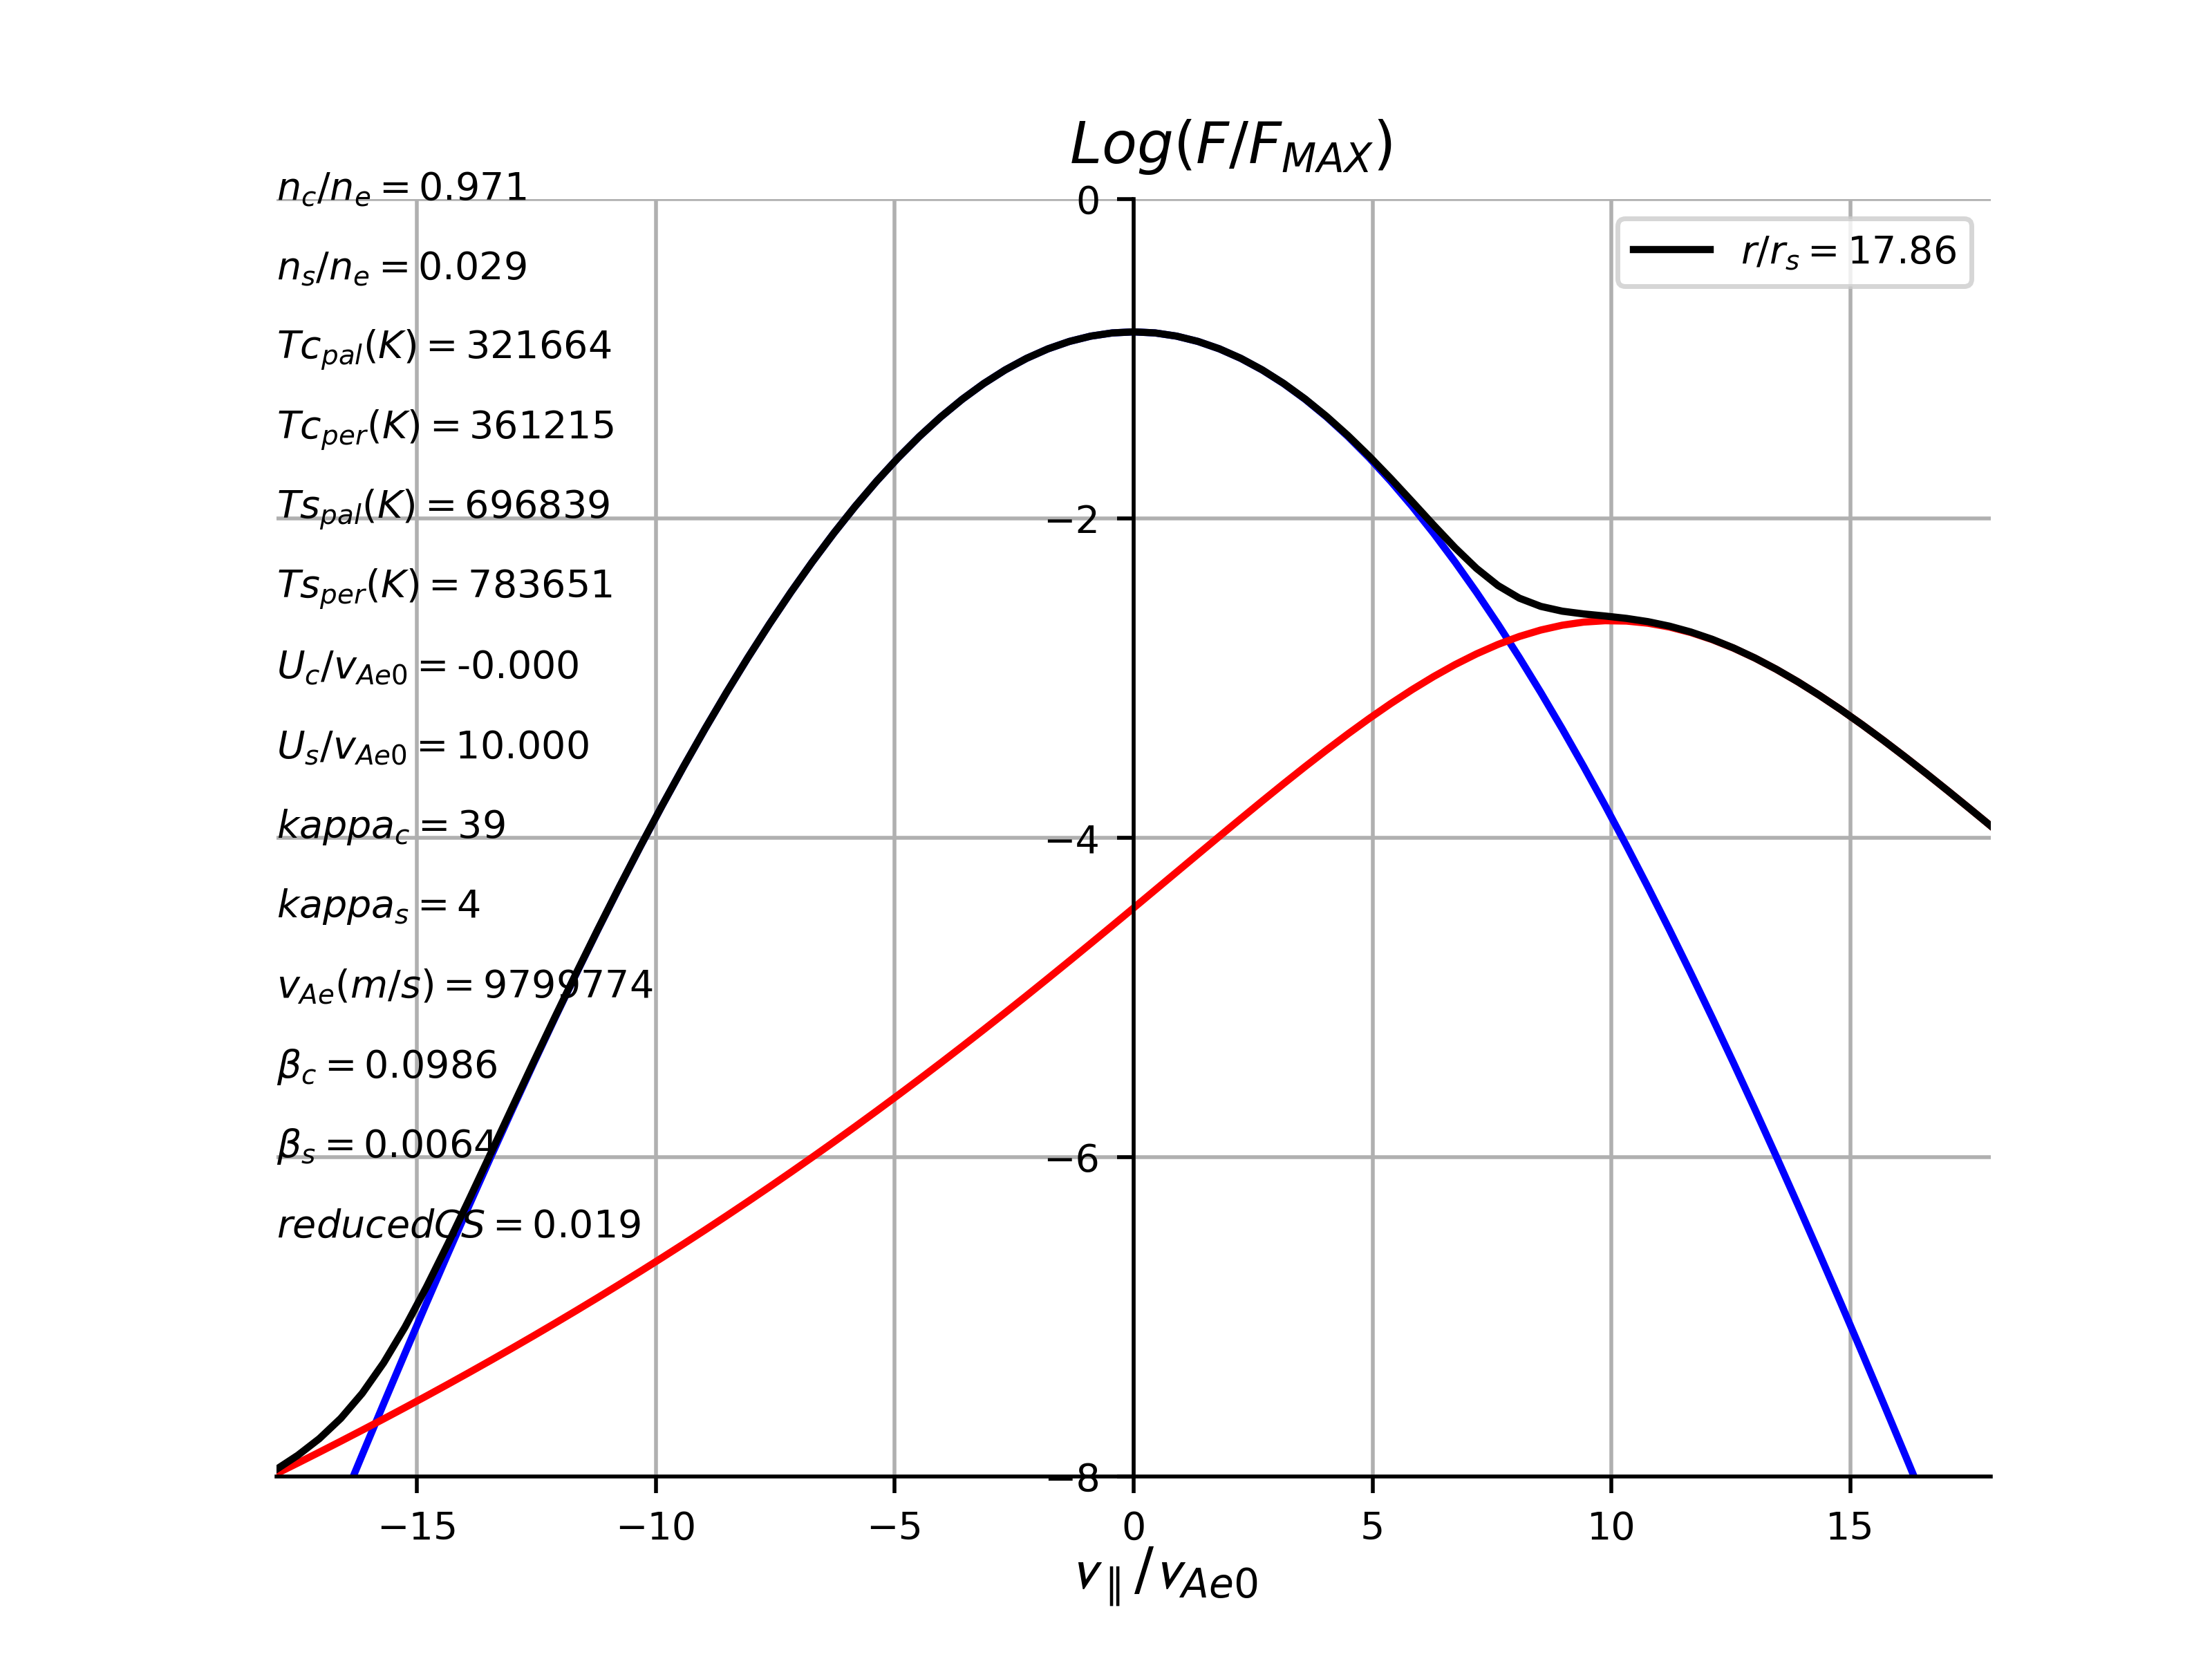 Log(F/F_MAX)
n_c/n_e = 0.971
0
r/r_s = 17.86
n_s/n_e = 0.029
Tc_pal(K) = 321664
Tc_per(K) = 361215
Ts_pal(K) = 696839
−2
Ts_per(K) = 783651
U_c/v_Ae0 = -0.000
U_s/v_Ae0 = 10.000
kappa_c = 39
−4
kappa_s = 4
v_Ae(m/s) = 9799774
β_c = 0.0986
β_s = 0.0064
−6
reducedCS = 0.019
−8
−15 −10 −5 0 5 10 15
v_∥/v_Ae0